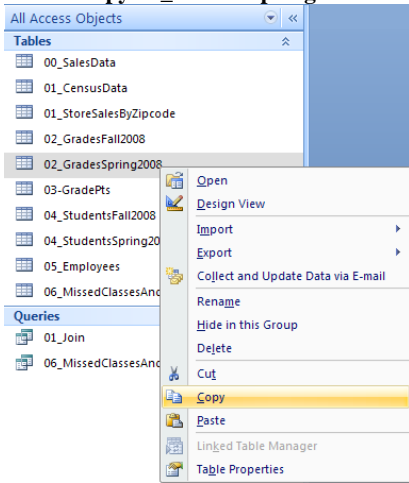 All Access Objects
Tables
00_SalesData
01_CensusData
01_StoreSalesByZipcode
02_GradesFall2008
02_GradesSpring2008
03-GradePts
04_StudentsFall2008
04_StudentsSpring20
05_Employees
06_MissedClassesAnd
Queries
01_Join
06_MissedClassesAnd
Open
Design View
Import
Export
Collect and Update Data via E-mail
Rename
Hide in this Group
Delete
Cut
Copy
Paste
Linked Table Manager
Table Properties